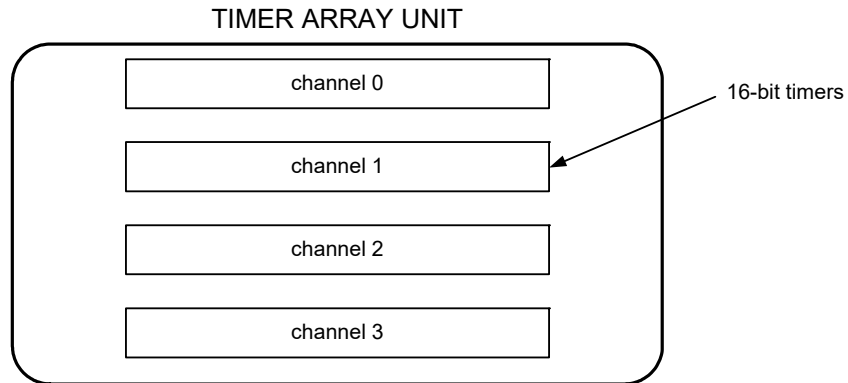 TIMER ARRAY UNIT
channel 0
16-bit timers
channel 1
channel 2
channel 3